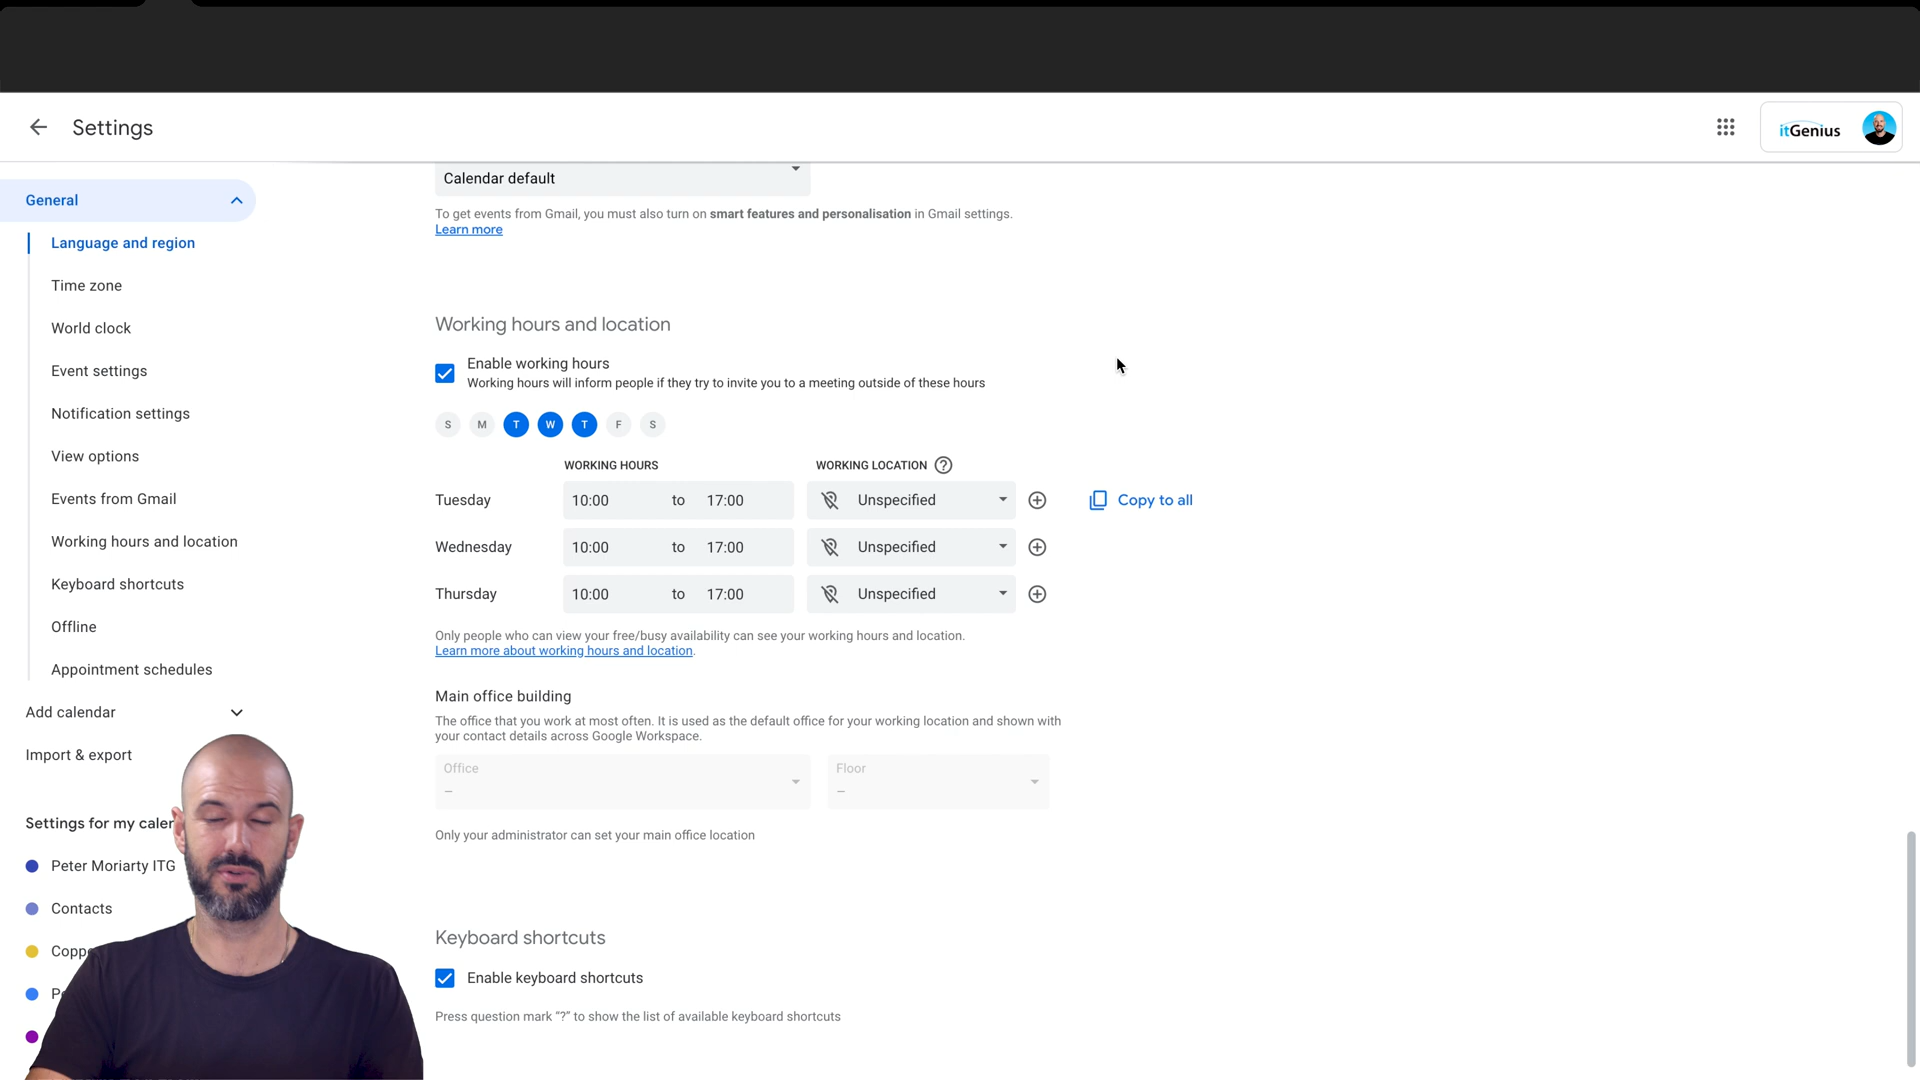 Settings
itGenius
General
Language and region
Time zone
World clock
Event settings
Notification settings
View options
Events from Gmail
Working hours and location
Keyboard shortcuts
Offline
Appointment schedules
Add calendar
Import & export
Settings for my caler
Peter Moriarty ITG
Contacts
Calendar default
To get events from Gmail, you must also turn on smart features and personalisation in Gmail settings.
Learn more
Working hours and location
Enable working hours
Working hours will inform people if they try to invite you to a meeting outside of these hours
S M T W T F S
WORKING HOURS WORKING LOCATION ?
Tuesday 10:00 to 17:00 Unspecified Copy to all
Wednesday 10:00 to 17:00 Unspecified
Thursday 10:00 to 17:00 Unspecified
Only people who can view your free/busy availability can see your working hours and location.
Learn more about working hours and location.
Main office building
The office that you work at most often. It is used as the default office for your working location and shown with
your contact details across Google Workspace.
Office Floor
– –
Only your administrator can set your main office location
Keyboard shortcuts
Enable keyboard shortcuts
Press question mark "?" to show the list of available keyboard shortcuts